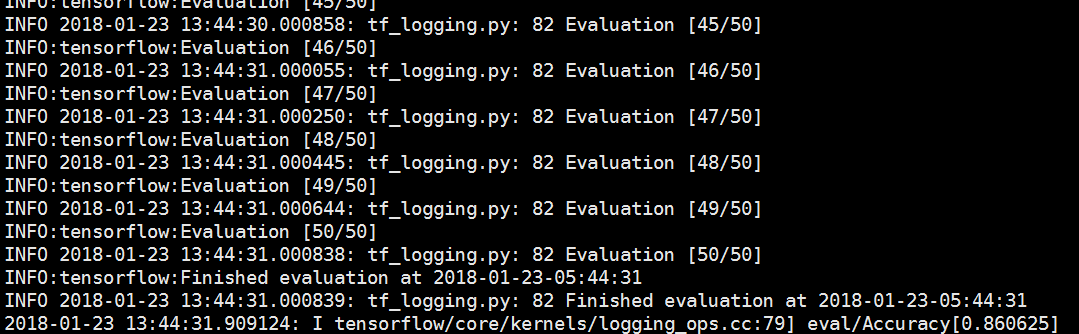 INFO:tensorflow:Evaluation [45/50]
INFO 2018-01-23 13:44:30.000858: tf_logging.py: 82 Evaluation [45/50]
INFO:tensorflow:Evaluation [46/50]
INFO 2018-01-23 13:44:31.000055: tf_logging.py: 82 Evaluation [46/50]
INFO:tensorflow:Evaluation [47/50]
INFO 2018-01-23 13:44:31.000250: tf_logging.py: 82 Evaluation [47/50]
INFO:tensorflow:Evaluation [48/50]
INFO 2018-01-23 13:44:31.000445: tf_logging.py: 82 Evaluation [48/50]
INFO:tensorflow:Evaluation [49/50]
INFO 2018-01-23 13:44:31.000644: tf_logging.py: 82 Evaluation [49/50]
INFO:tensorflow:Evaluation [50/50]
INFO 2018-01-23 13:44:31.000838: tf_logging.py: 82 Evaluation [50/50]
INFO:tensorflow:Finished evaluation at 2018-01-23-05:44:31
INFO 2018-01-23 13:44:31.000839: tf_logging.py: 82 Finished evaluation at 2018-01-23-05:44:31
2018-01-23 13:44:31.909124: I tensorflow/core/kernels/logging_ops.cc:79] eval/Accuracy[0.860625]